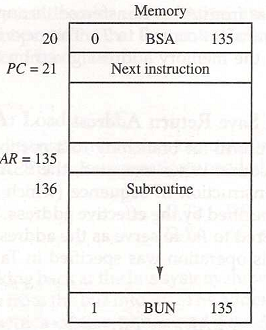 Memory
20 0 BSA 135
PC = 21 Next instruction
AR = 135
136 Subroutine
1 BUN 135